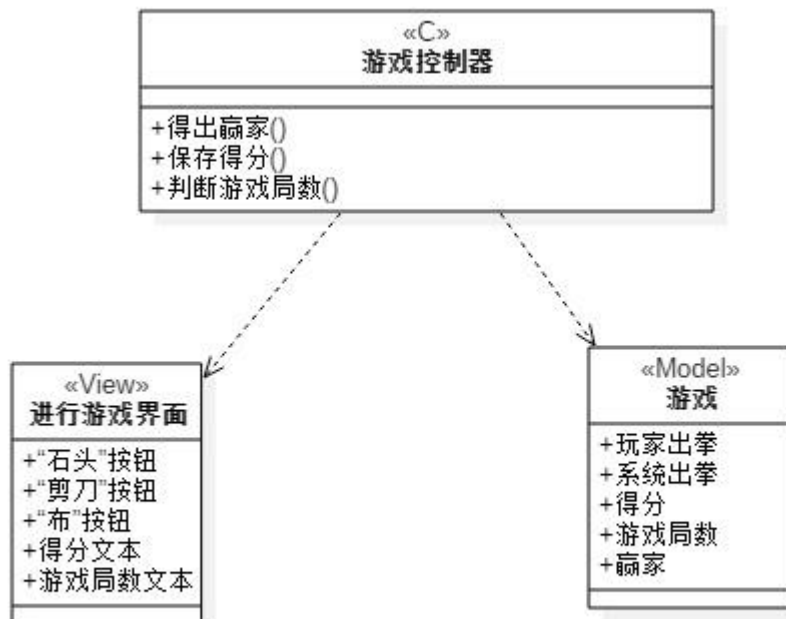 «C»
游戏控制器
+得出赢家()
+保存得分()
+判断游戏局数()
«View»
进行游戏界面
+“石头”按钮
+“剪刀”按钮
+“布”按钮
+得分文本
+游戏局数文本
«Model»
游戏
+玩家出拳
+系统出拳
+得分
+游戏局数
+赢家